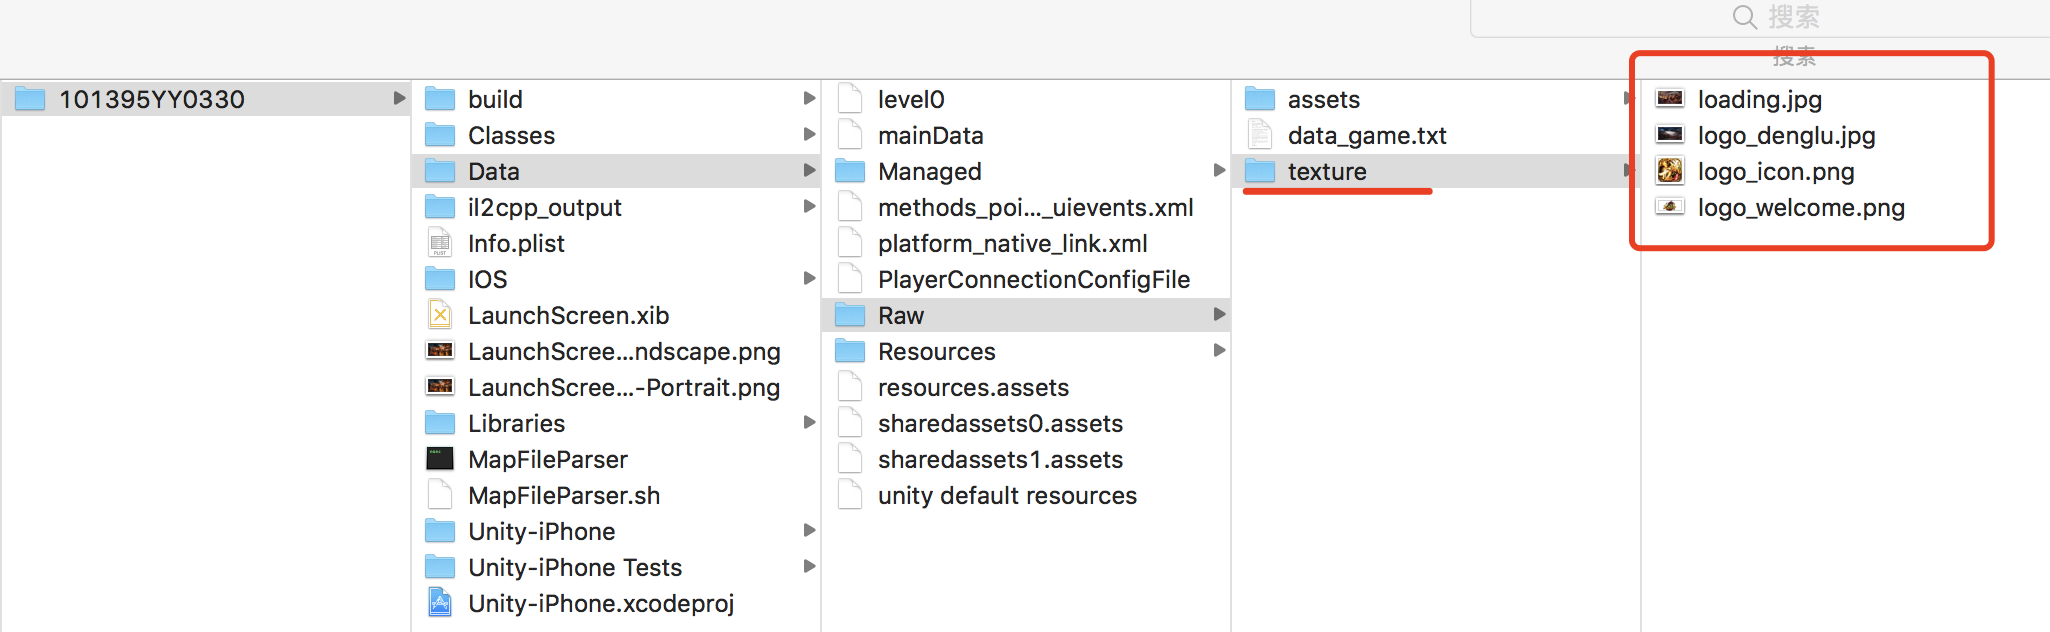 搜索
搜索
101395YY0330
build
Classes
Data
il2cpp_output
Info.plist
IOS
LaunchScreen.xib
LaunchScree...ndscape.png
LaunchScree...-Portrait.png
Libraries
MapFileParser
MapFileParser.sh
Unity-iPhone
Unity-iPhone Tests
Unity-iPhone.xcodeproj
level0
mainData
Managed
methods_poi..._uievents.xml
platform_native_link.xml
PlayerConnectionConfigFile
Raw
Resources
resources.assets
sharedassets0.assets
sharedassets1.assets
unity default resources
assets
data_game.txt
texture
loading.jpg
logo_denglu.jpg
logo_icon.png
logo_welcome.png